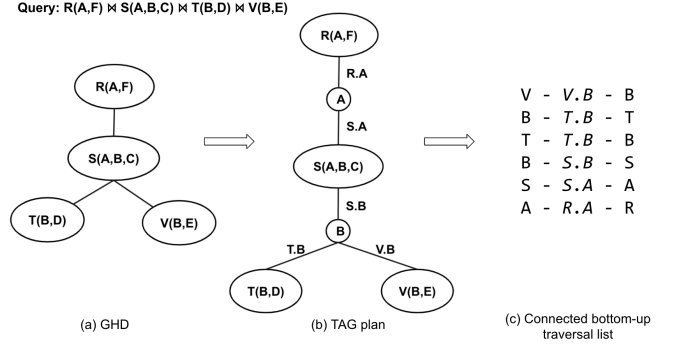 Query: R(A,F) ⋈ S(A,B,C) ⋈ T(B,D) ⋈ V(B,E)
R(A,F)
S(A,B,C)
T(B,D)
V(B,E)
(a) GHD
R(A,F)
R.A
A
S.A
S(A,B,C)
S.B
B
T.B
V.B
T(B,D)
V(B,E)
(b) TAG plan
V - V.B - B
B - T.B - T
T - T.B - B
B - S.B - S
S - S.A - A
A - R.A - R
(c) Connected bottom-up
traversal list